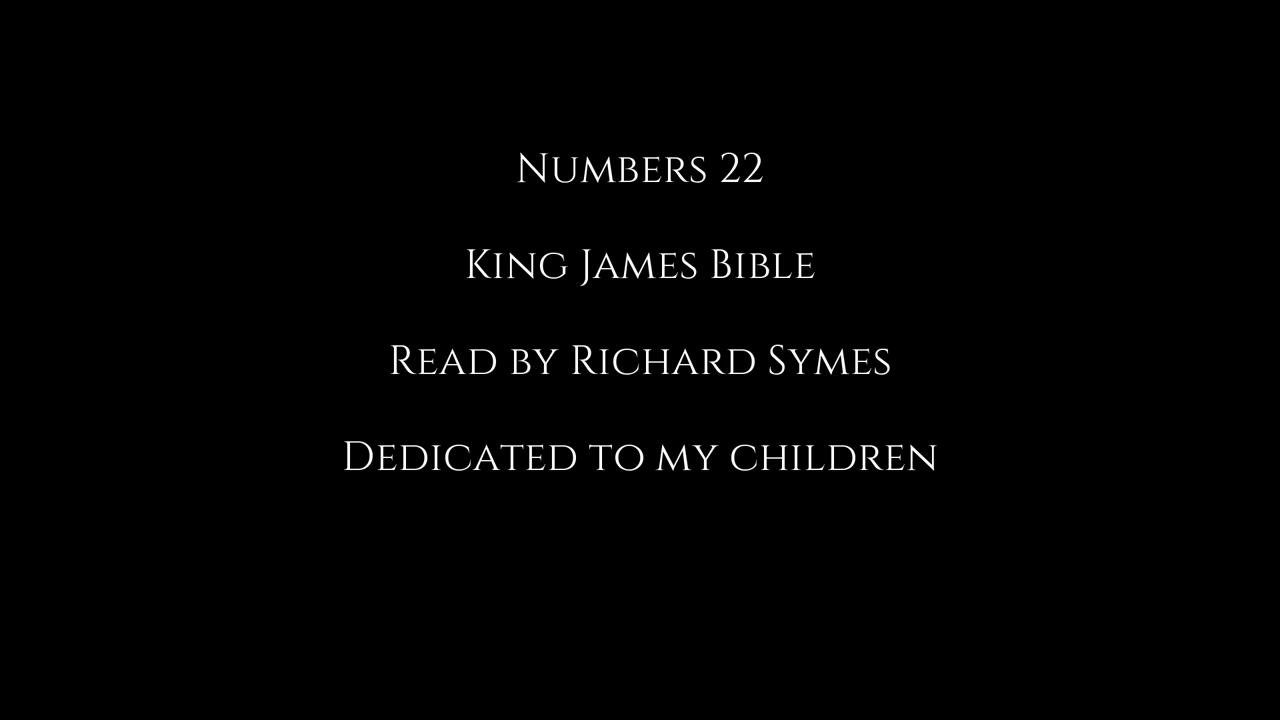 Numbers 22
King James Bible
Read by Richard Symes
Dedicated to my children